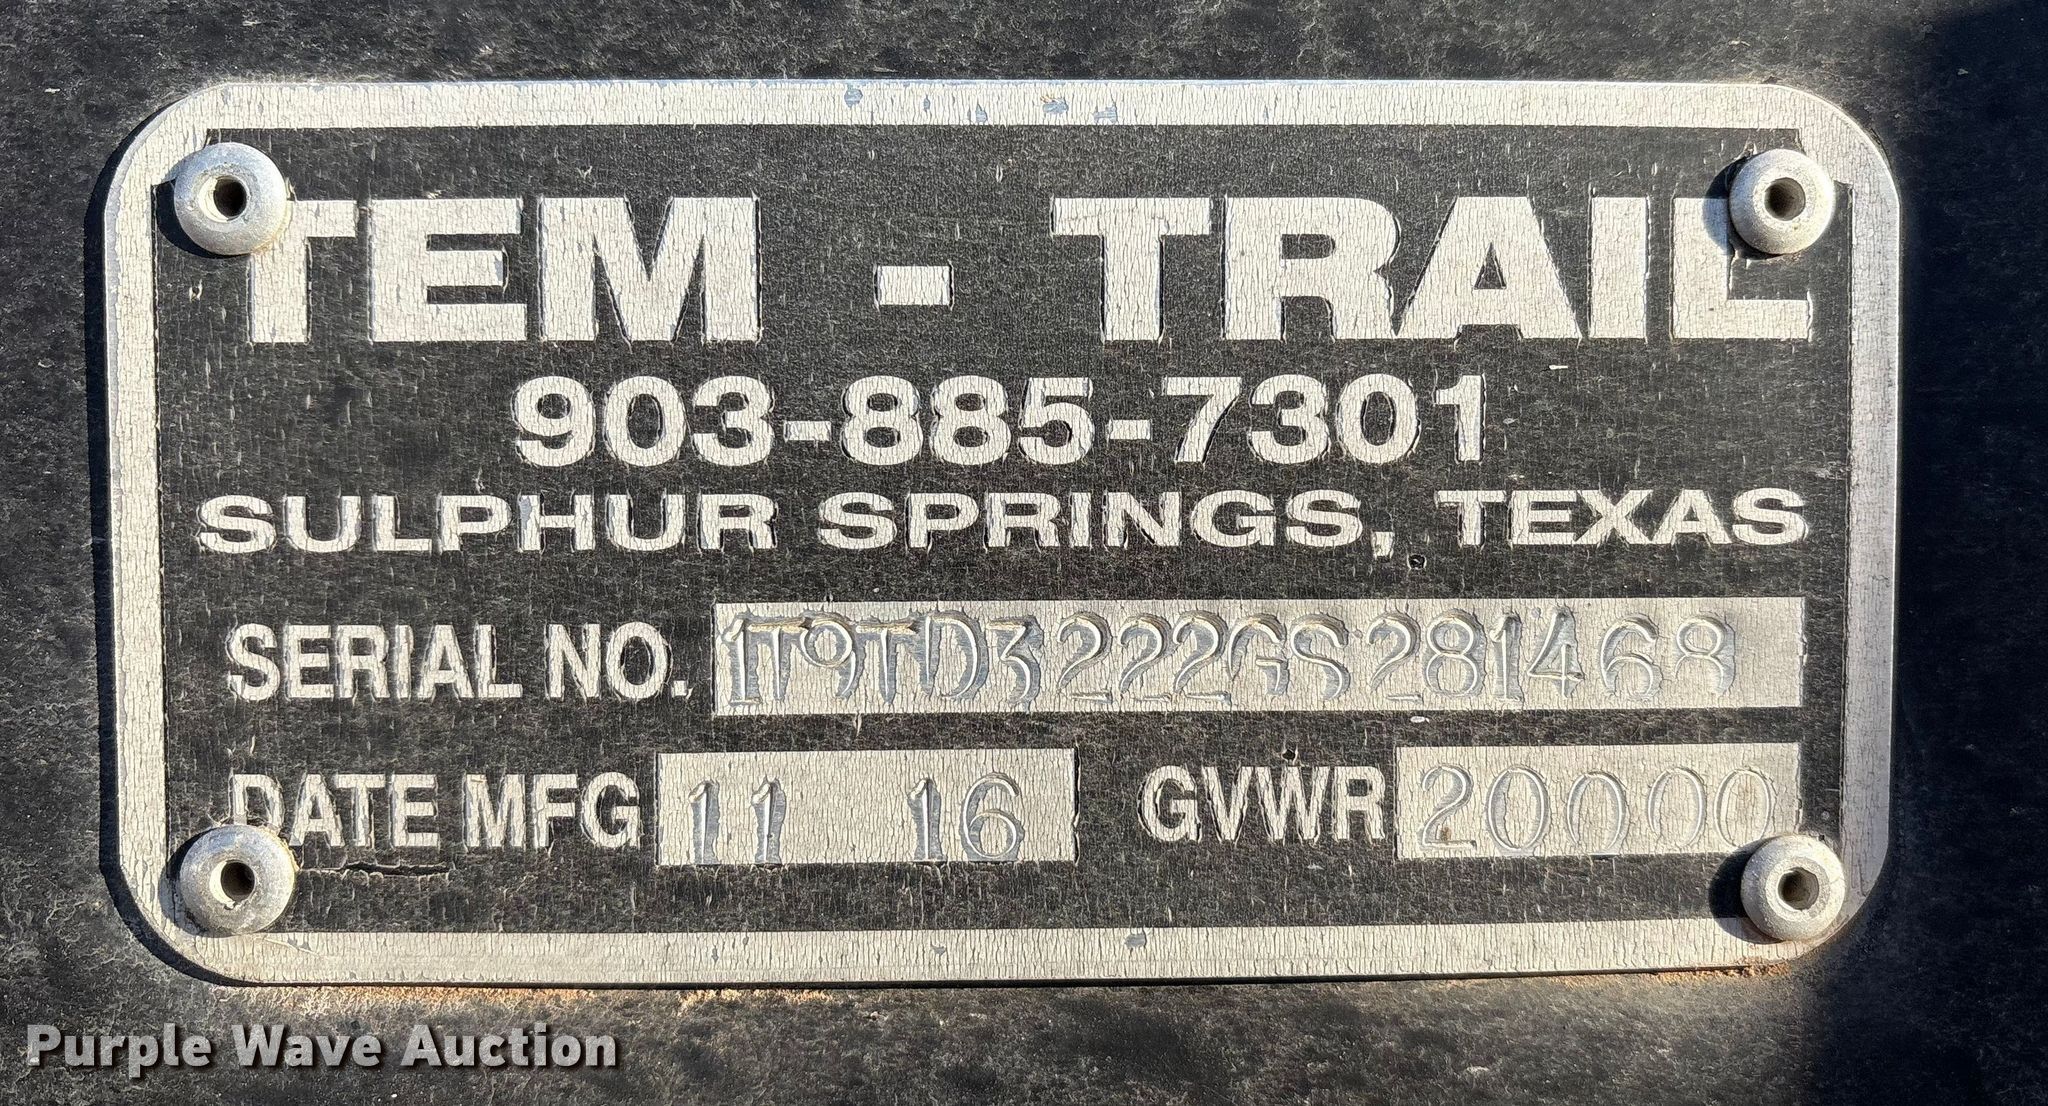 TEM - TRAIL
903-885-7301
SULPHUR SPRINGS, TEXAS
SERIAL NO. 1T9TD3222GS281468
DATE MFG 11 16 GVWR 20000
Purple Wave Auction